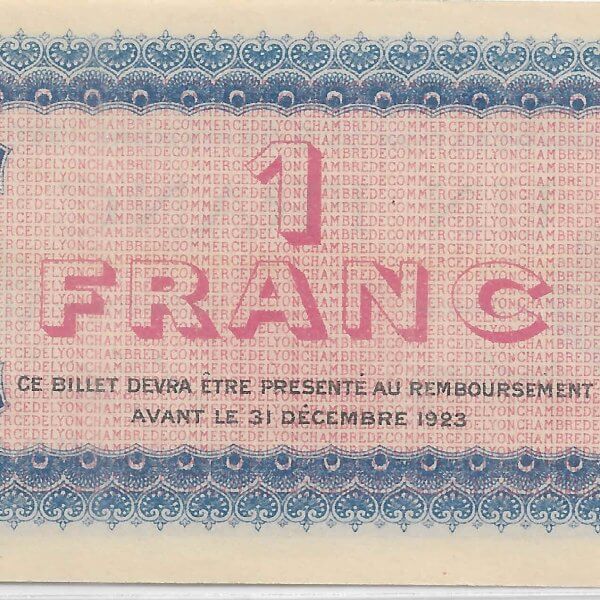 1
FRANC
CE BILLET DEVRA ÊTRE PRESENTÉ AU REMBOURSEMENT
AVANT LE 31 DÉCEMBRE 1923